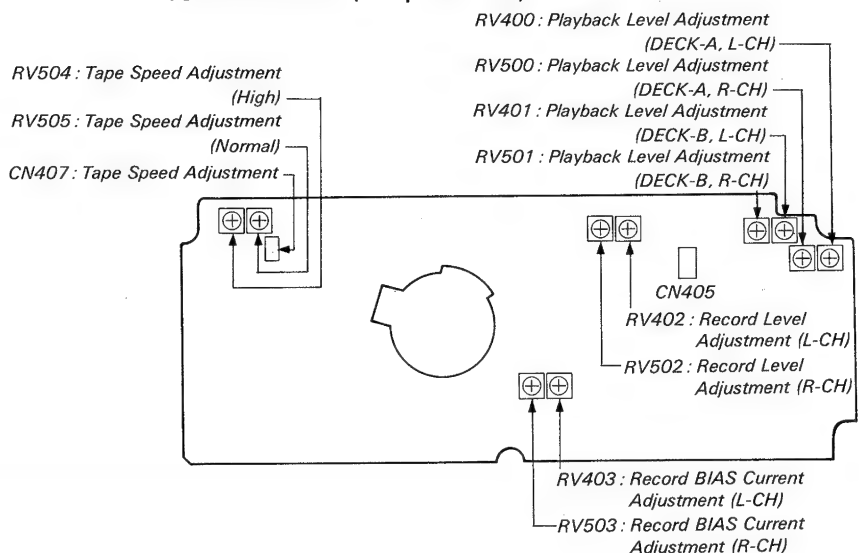 RV400 : Playback Level Adjustment
(DECK-A, L-CH)
RV500 : Playback Level Adjustment
(DECK-A, R-CH)
RV401 : Playback Level Adjustment
(DECK-B, L-CH)
RV501 : Playback Level Adjustment
(DECK-B, R-CH)
RV504 : Tape Speed Adjustment
(High)
RV505 : Tape Speed Adjustment
(Normal)
CN407 : Tape Speed Adjustment
CN405
RV402 : Record Level
Adjustment (L-CH)
RV502 : Record Level
Adjustment (R-CH)
RV403 : Record BIAS Current
Adjustment (L-CH)
RV503 : Record BIAS Current
Adjustment (R-CH)